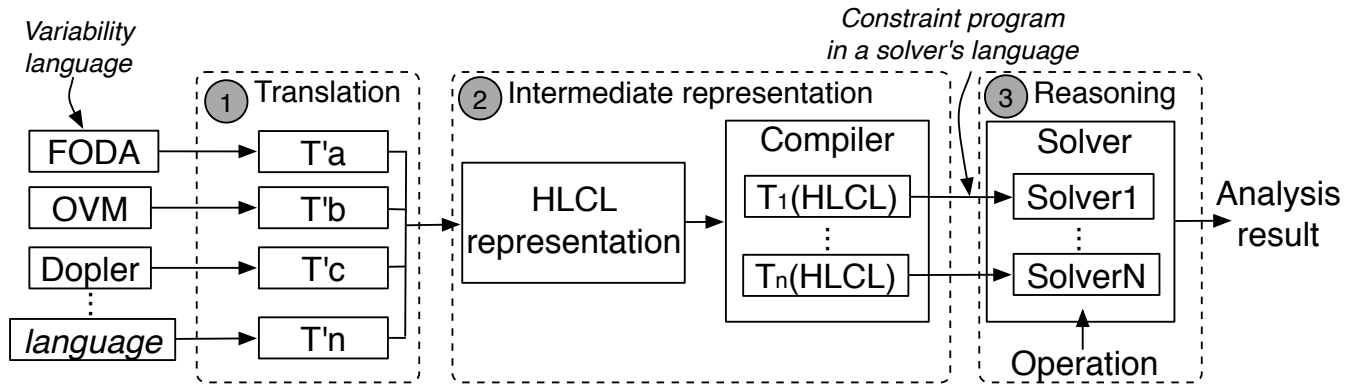 Variability
language
Constraint program
in a solver's language
1 Translation
2 Intermediate representation
3 Reasoning
FODA
T'a
OVM
T'b
Dopler
T'c
language
T'n
HLCL
representation
Compiler
T1(HLCL)
Tn(HLCL)
Solver
Solver1
SolverN
Operation
Analysis
result